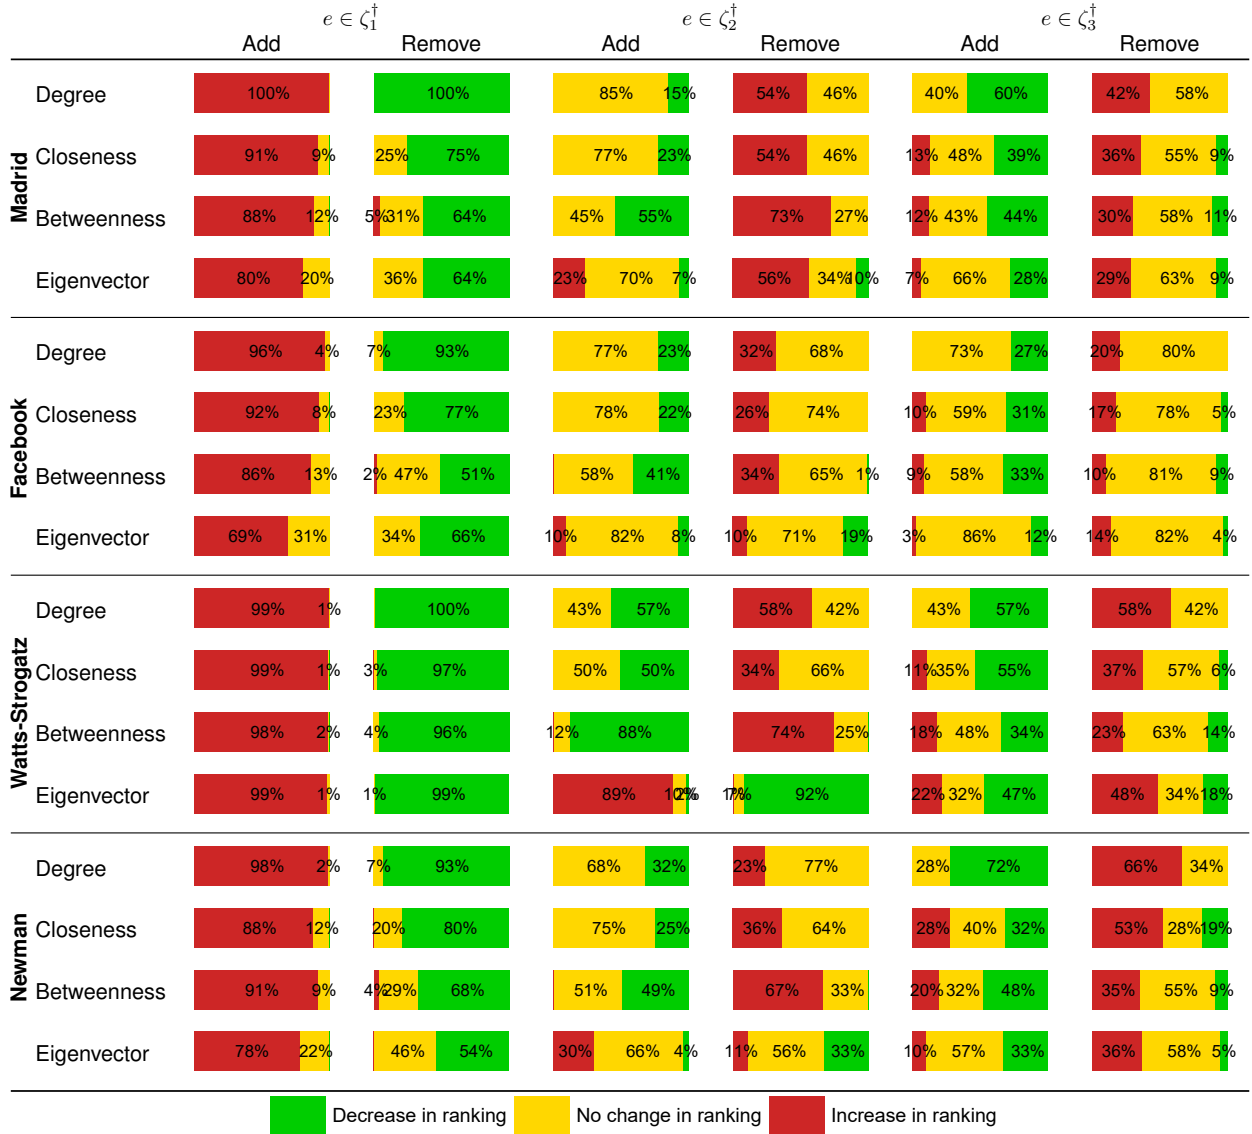 e ∈ ζ₁† e ∈ ζ₂† e ∈ ζ₃†
Add Remove Add Remove Add Remove
Madrid
Degree 100% 100% 85% 15% 54% 46% 40% 60% 42% 58%
Closeness 91% 9% 25% 75% 77% 23% 54% 46% 13% 48% 39% 36% 55% 9%
Betweenness 88% 12% 5% 31% 64% 45% 55% 73% 27% 12% 43% 44% 30% 58% 11%
Eigenvector 80% 20% 36% 64% 23% 70% 7% 56% 34% 10% 7% 66% 28% 29% 63% 9%
Facebook
Degree 96% 4% 7% 93% 77% 23% 32% 68% 73% 27% 20% 80%
Closeness 92% 8% 23% 77% 78% 22% 26% 74% 10% 59% 31% 17% 78% 5%
Betweenness 86% 13% 2% 47% 51% 58% 41% 34% 65% 1% 9% 58% 33% 10% 81% 9%
Eigenvector 69% 31% 34% 66% 10% 82% 8% 10% 71% 19% 3% 86% 12% 14% 82% 4%
Watts-Strogatz
Degree 99% 1% 100% 43% 57% 58% 42% 43% 57% 58% 42%
Closeness 99% 1% 3% 97% 50% 50% 34% 66% 11% 35% 55% 37% 57% 6%
Betweenness 98% 2% 4% 96% 12% 88% 74% 25% 18% 48% 34% 23% 63% 14%
Eigenvector 99% 1% 1% 99% 89% 10% 2% 1% 7% 92% 22% 32% 47% 48% 34% 18%
Newman
Degree 98% 2% 7% 93% 68% 32% 23% 77% 28% 72% 66% 34%
Closeness 88% 12% 20% 80% 75% 25% 36% 64% 28% 40% 32% 53% 28% 19%
Betweenness 91% 9% 4% 29% 68% 51% 49% 67% 33% 20% 32% 48% 35% 55% 9%
Eigenvector 78% 22% 46% 54% 30% 66% 4% 11% 56% 33% 10% 57% 33% 36% 58% 5%
Decrease in ranking No change in ranking Increase in ranking